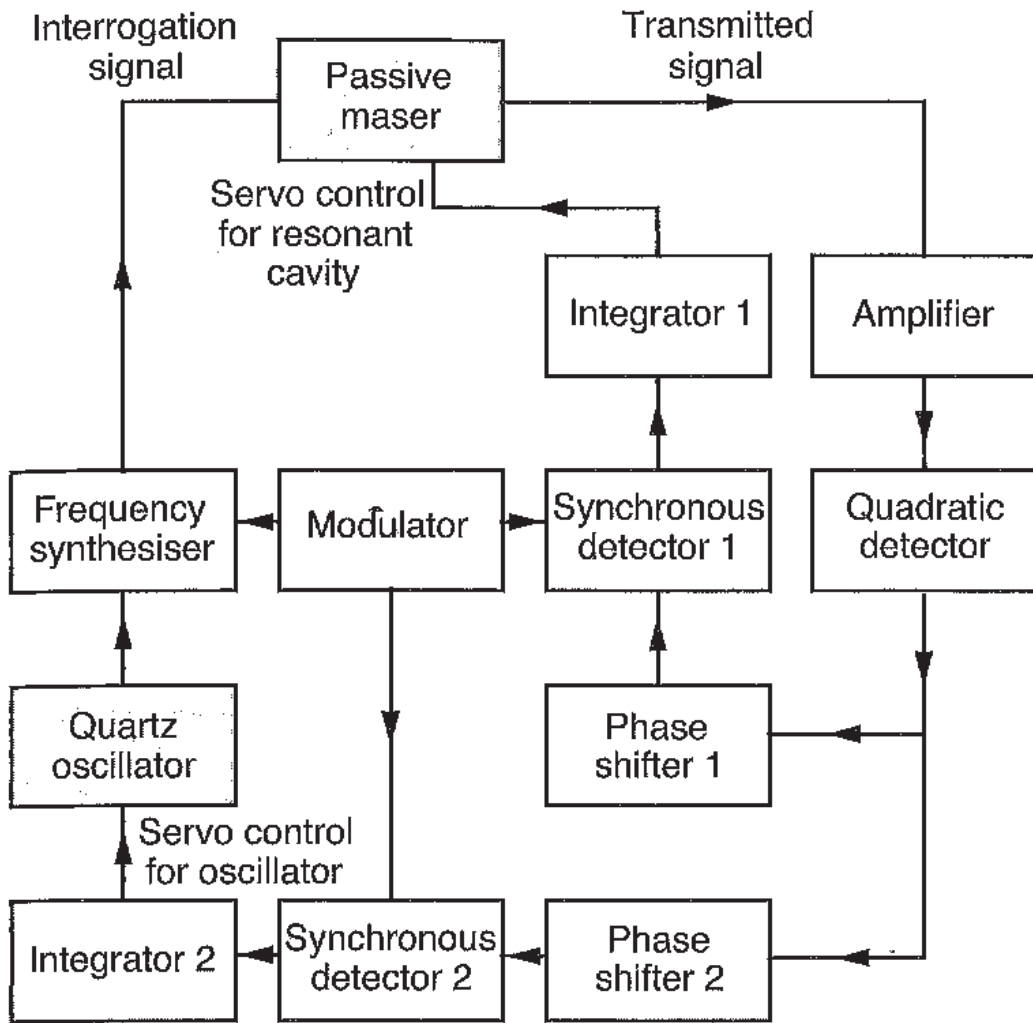 Interrogation
signal
Passive
maser
Transmitted
signal
Servo control
for resonant
cavity
Integrator 1
Amplifier
Frequency
synthesiser
Modulator
Synchronous
detector 1
Quadratic
detector
Quartz
oscillator
Phase
shifter 1
Servo control
for oscillator
Integrator 2
Synchronous
detector 2
Phase
shifter 2